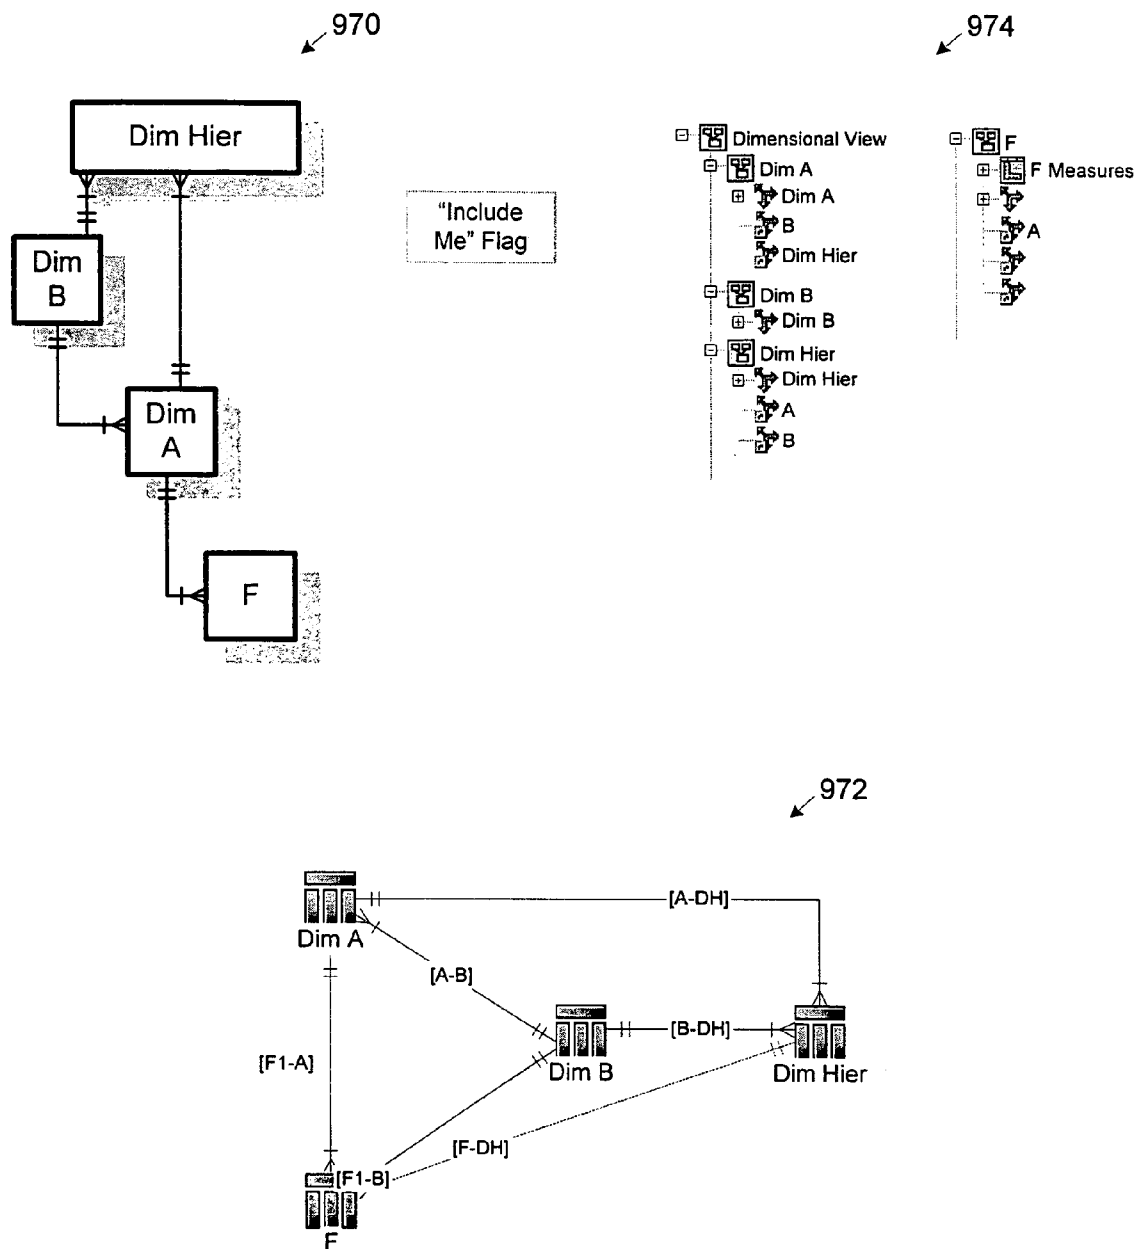 970
974
Dim Hier
Dim
B
Dim
A
F
"Include
Me" Flag
Dimensional View
Dim A
Dim A
B
Dim Hier
Dim B
Dim B
Dim Hier
Dim Hier
A
B
F
F Measures
A
972
[A-DH]
Dim A
[A-B]
[B-DH]
[F1-A]
Dim B
Dim Hier
[F-DH]
[F1-B]
F